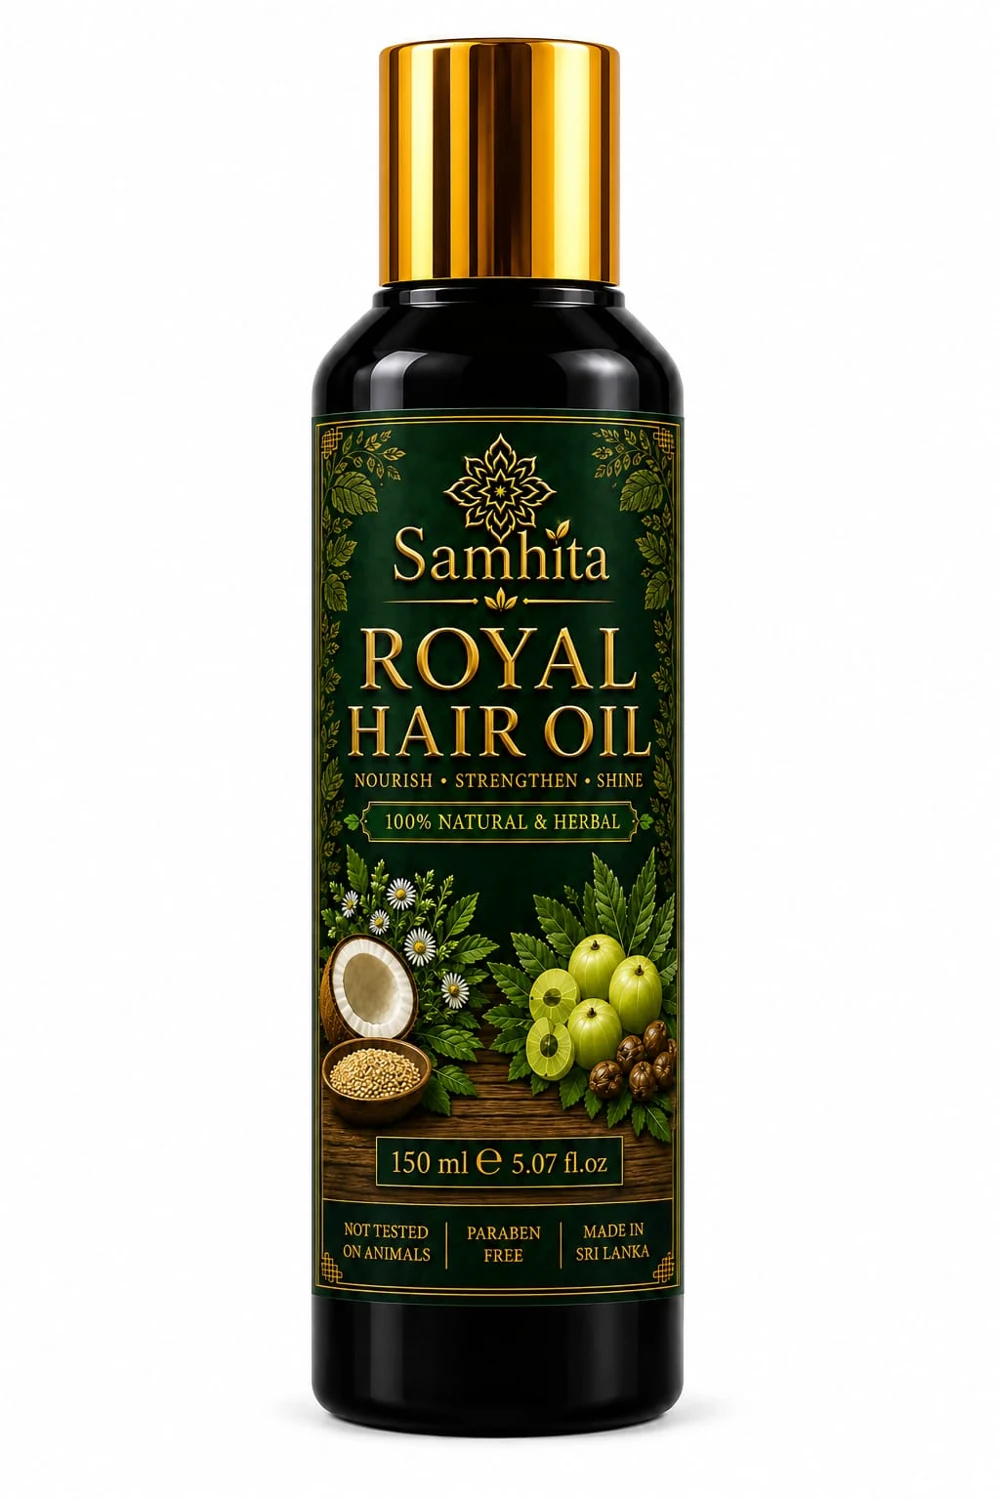 Samhita
ROYAL
HAIR OIL
NOURISH • STRENGTHEN • SHINE
100% NATURAL & HERBAL
150 ml ℮ 5.07 fl.oz
NOT TESTED
ON ANIMALS
PARABEN
FREE
MADE IN
SRI LANKA